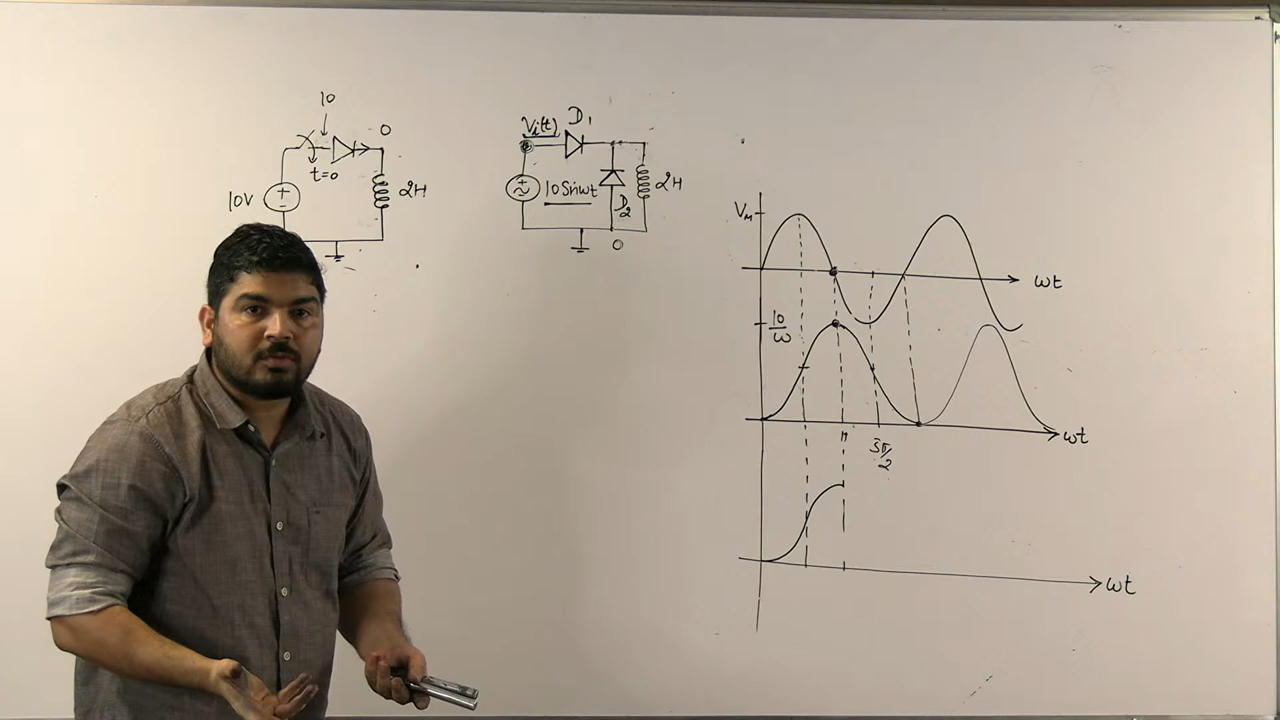 10
0
t=0
10V
+
-
2H
Vi(t)
D1
+
10Sinωt
D2
2H
0
VM
ωt
10/ω
π
3π/2
ωt
ωt